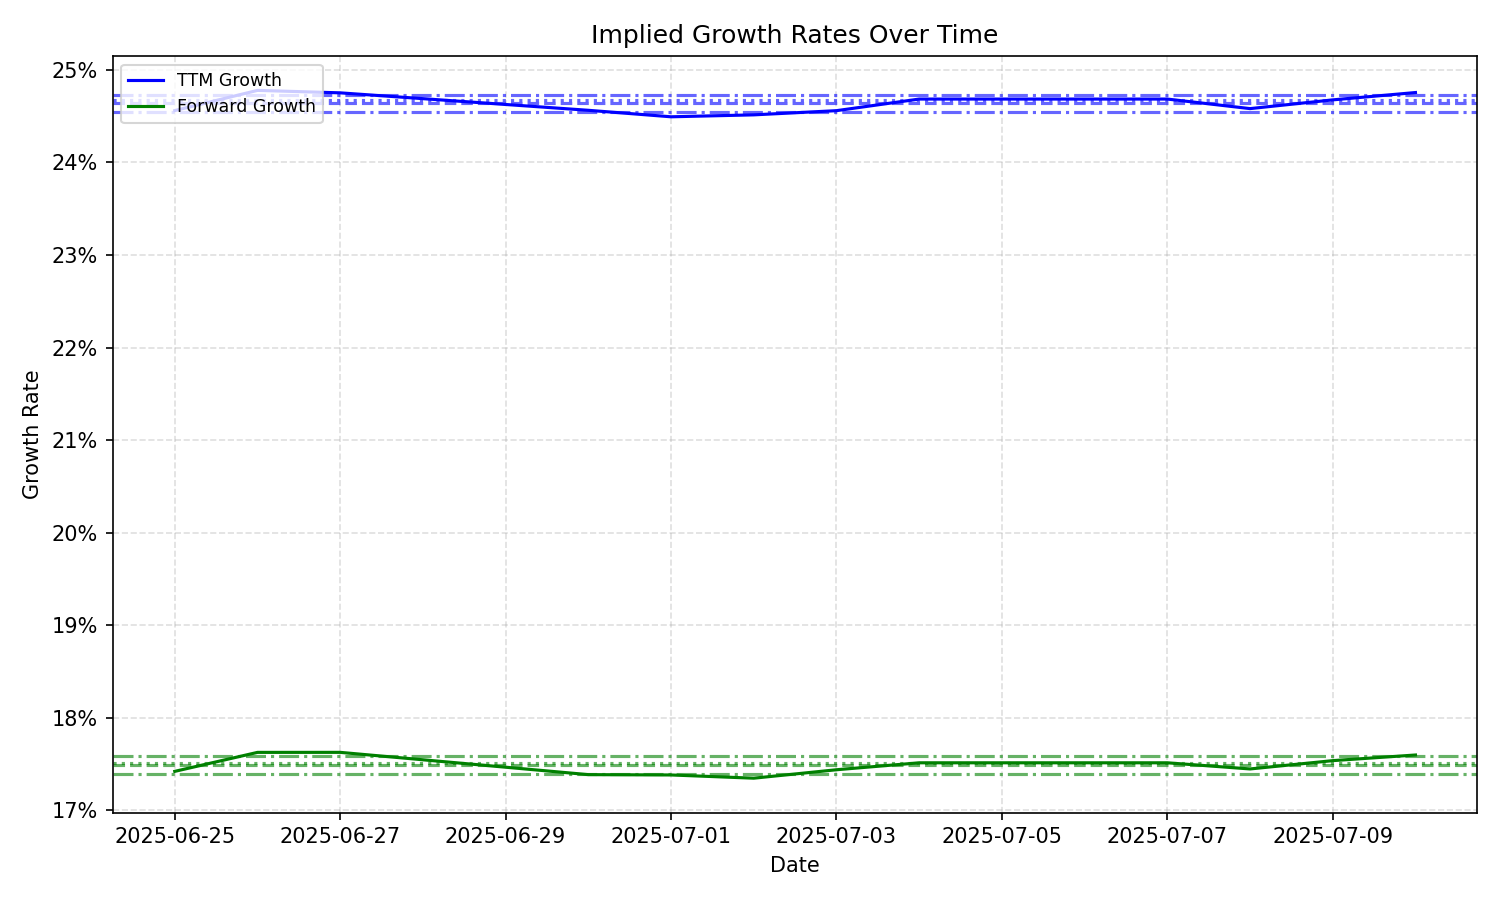 Implied Growth Rates Over Time
TTM Growth
Forward Growth
25%
24%
23%
22%
21%
20%
19%
18%
17%
Growth Rate
2025-06-25 2025-06-27 2025-06-29 2025-07-01 2025-07-03 2025-07-05 2025-07-07 2025-07-09
Date